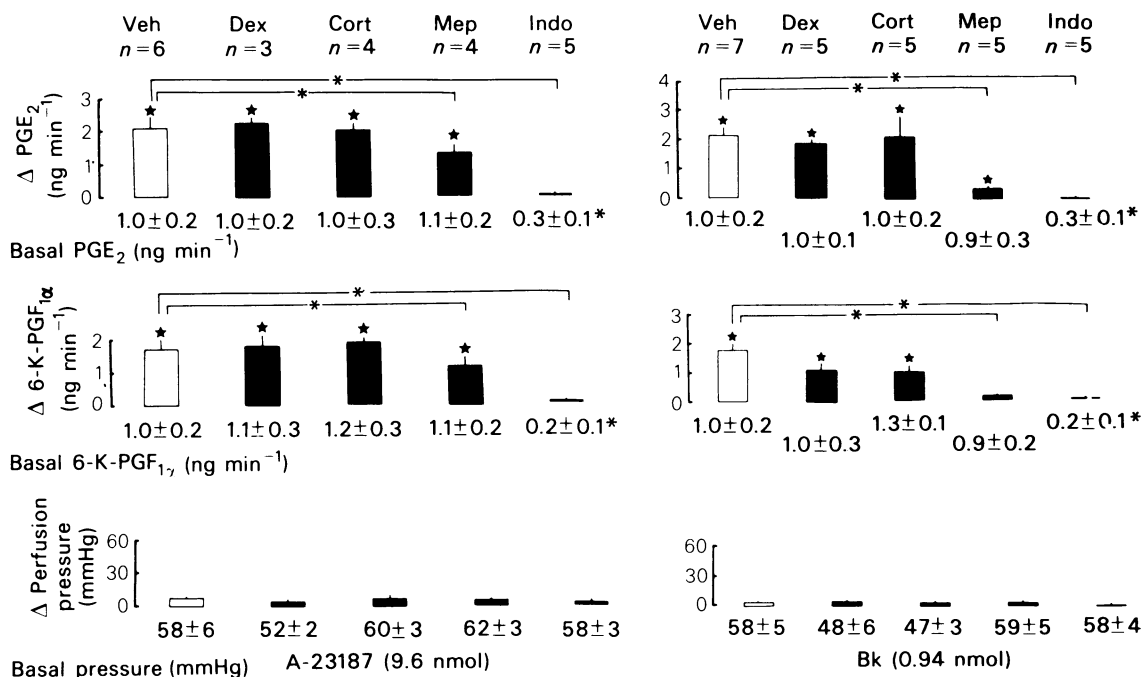 Veh Dex Cort Mep Indo Veh Dex Cort Mep Indo
n=6 n=3 n=4 n=4 n=5 n=7 n=5 n=5 n=5 n=5
* *
* *
Δ PGE2 (ng min−1)
3 2 1 0
★ ★ ★ ★
4 3 2 1 0
★ ★ ★ ★
1.0±0.2 1.0±0.2 1.0±0.3 1.1±0.2 0.3±0.1* 1.0±0.2 1.0±0.1 1.0±0.2 0.9±0.3 0.3±0.1*
Basal PGE2 (ng min−1)
* *
* *
Δ 6-K-PGF1α (ng min−1)
2 1 0
★ ★ ★ ★
3 2 1 0
★ ★ ★
1.0±0.2 1.1±0.3 1.2±0.3 1.1±0.2 0.2±0.1* 1.0±0.2 1.0±0.3 1.3±0.1 0.9±0.2 0.2±0.1*
Basal 6-K-PGF1γ (ng min−1)
Δ Perfusion pressure (mmHg)
60 30 0
60 30 0
58±6 52±2 60±3 62±3 58±3 58±5 48±6 47±3 59±5 58±4
Basal pressure (mmHg) A-23187 (9.6 nmol) Bk (0.94 nmol)